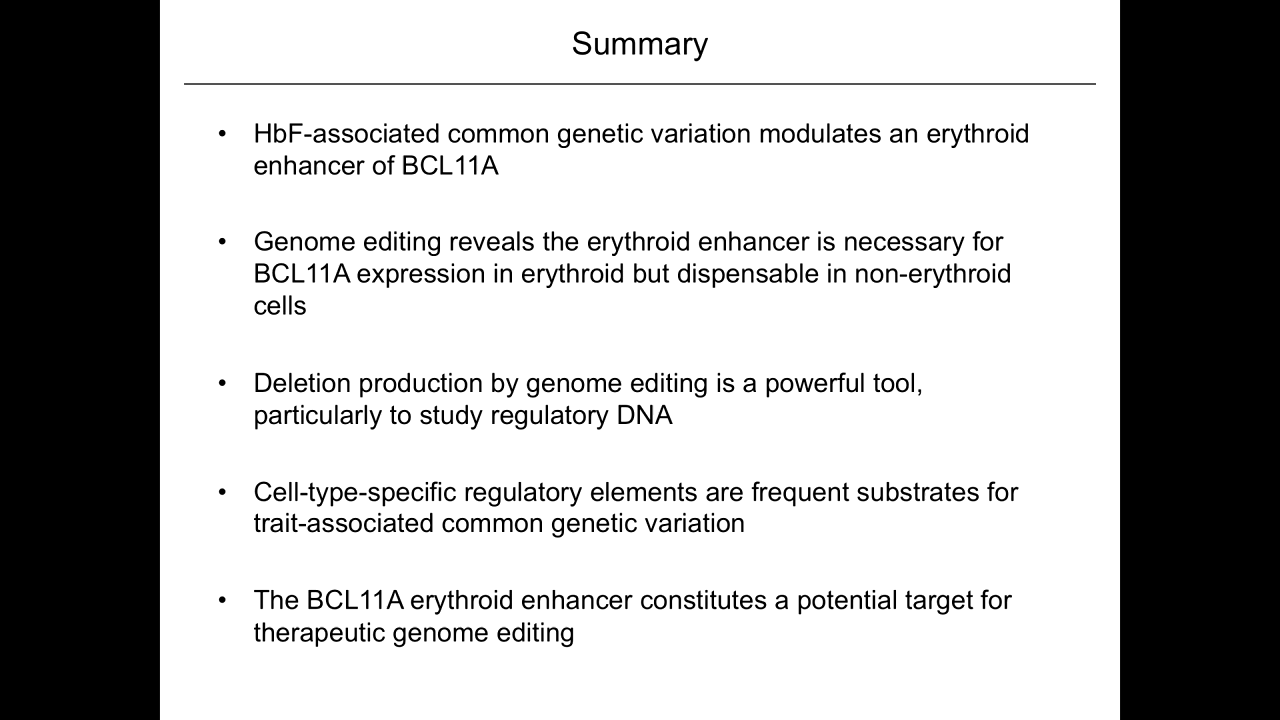 Summary
• HbF-associated common genetic variation modulates an erythroid
enhancer of BCL11A
• Genome editing reveals the erythroid enhancer is necessary for
BCL11A expression in erythroid but dispensable in non-erythroid
cells
• Deletion production by genome editing is a powerful tool,
particularly to study regulatory DNA
• Cell-type-specific regulatory elements are frequent substrates for
trait-associated common genetic variation
• The BCL11A erythroid enhancer constitutes a potential target for
therapeutic genome editing